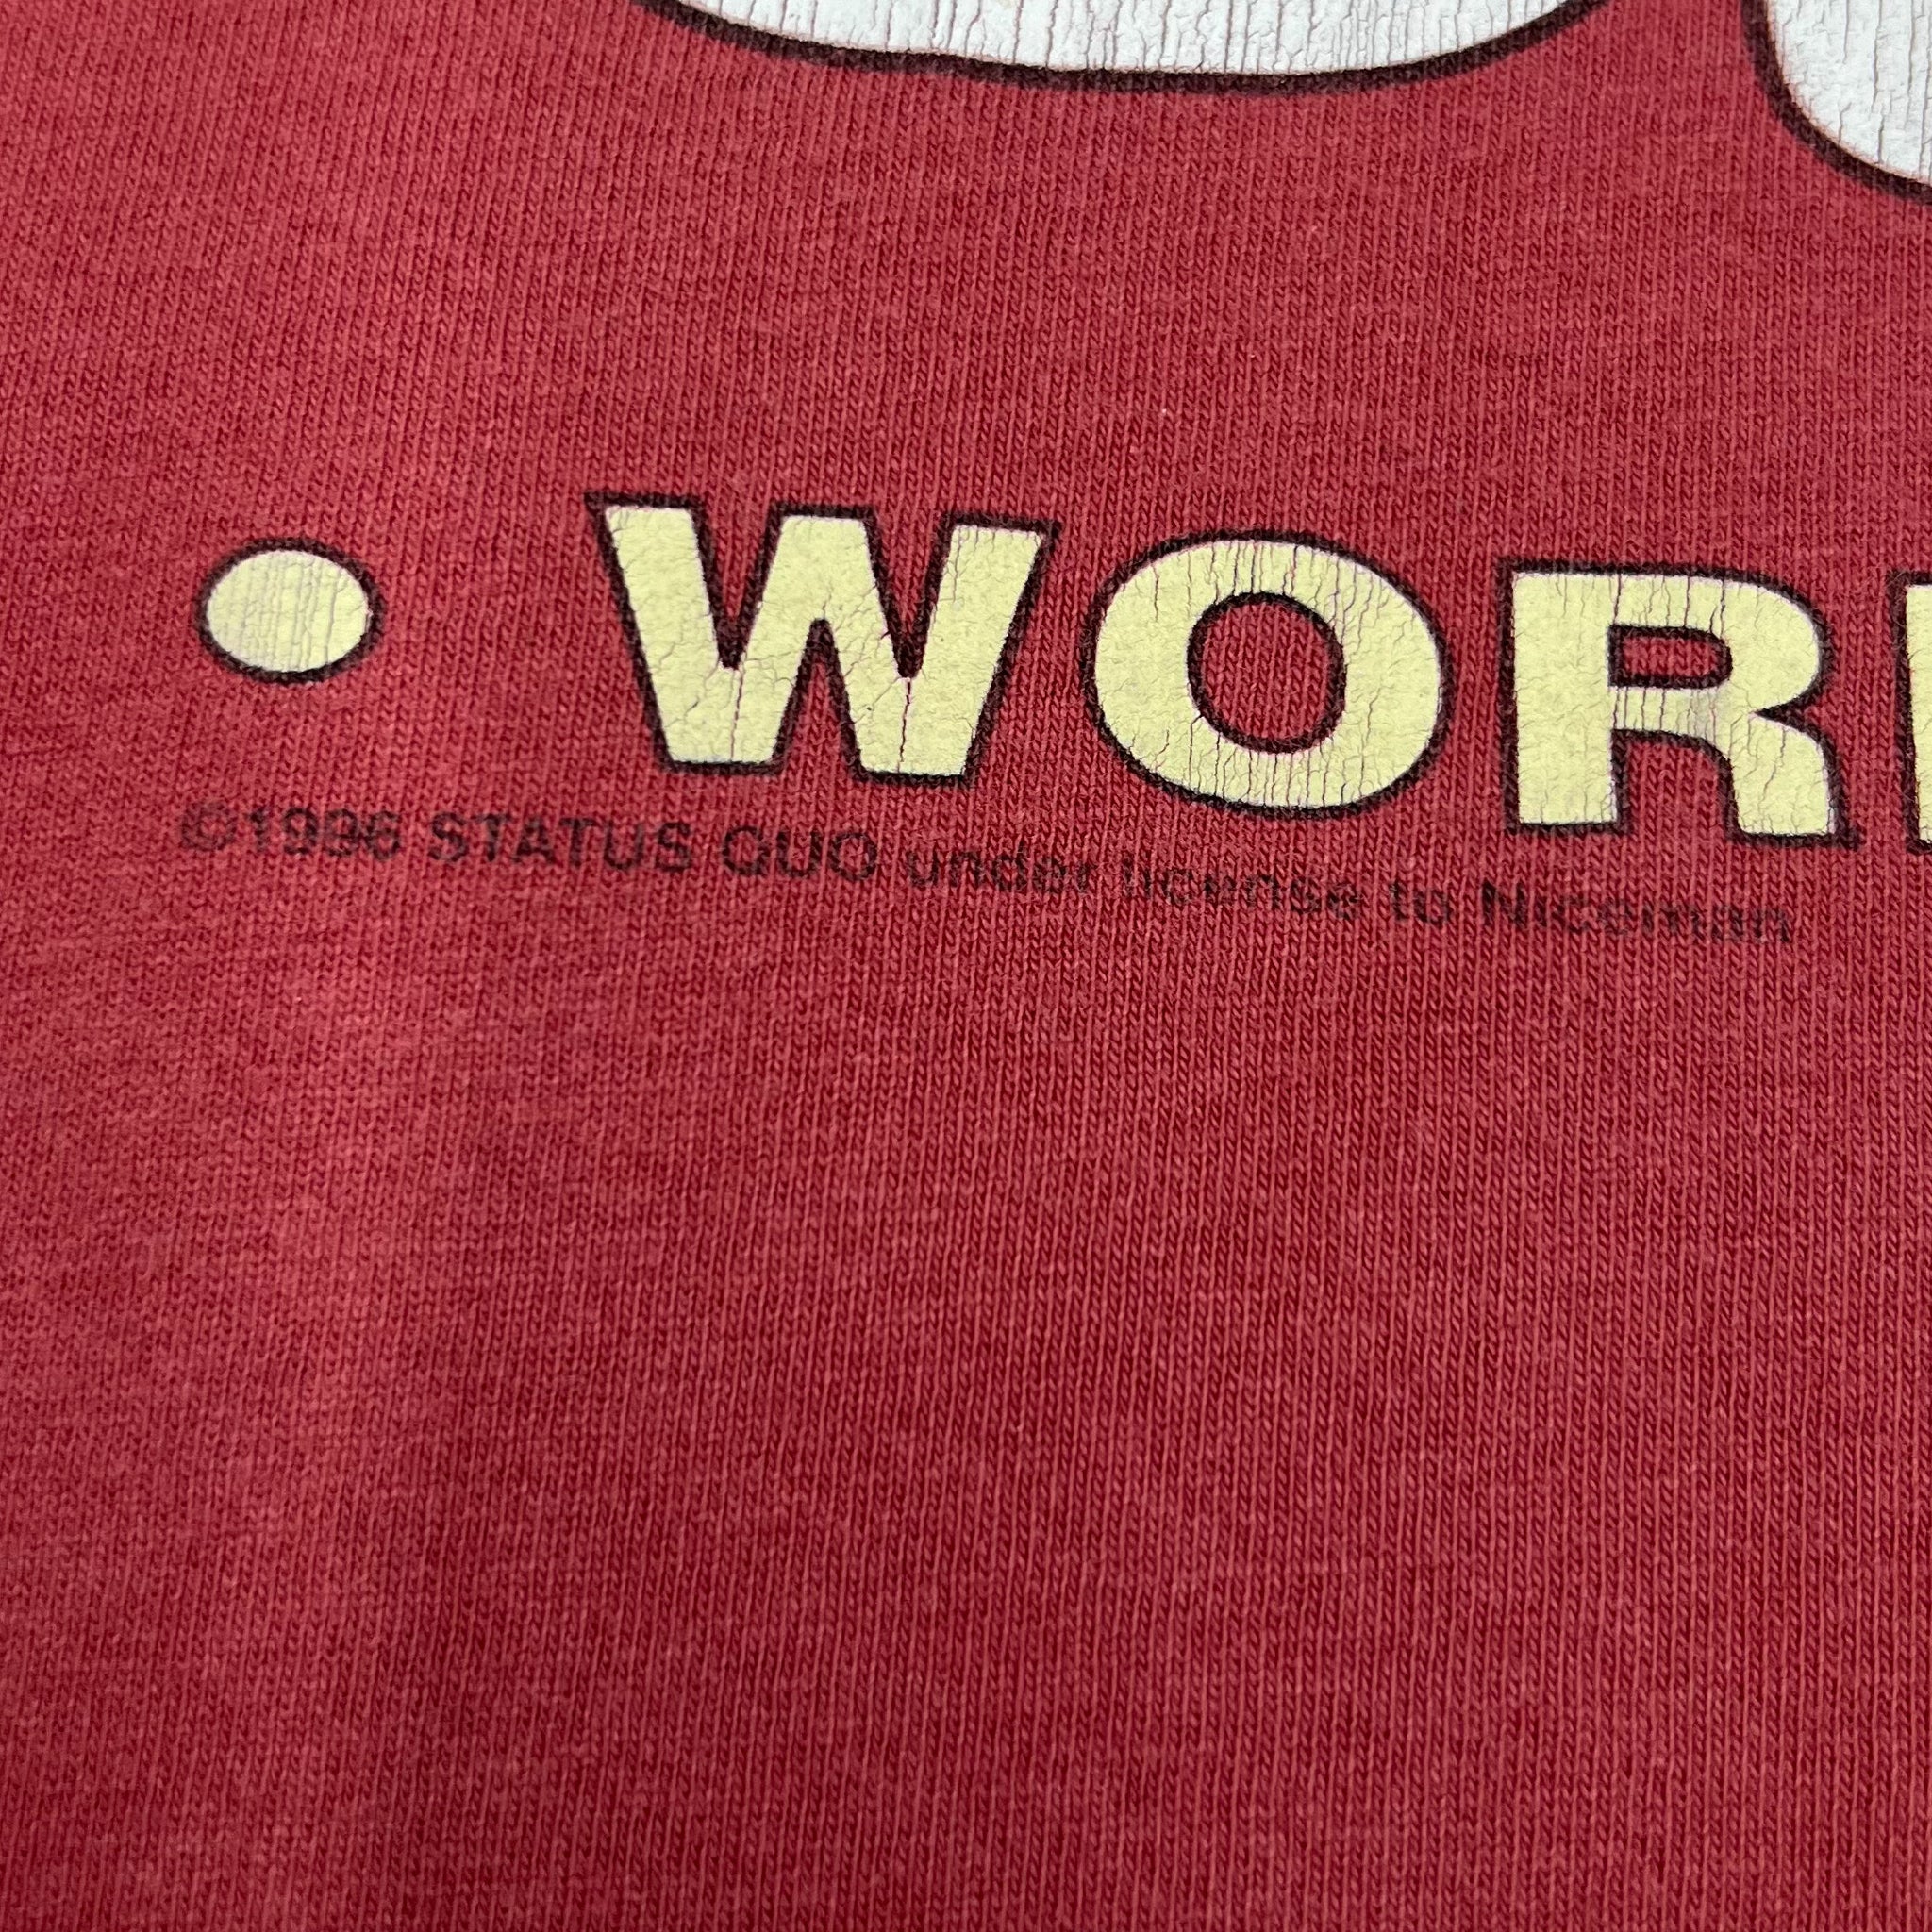 • WOR
©1996 STATUS QUO under license to Niceman